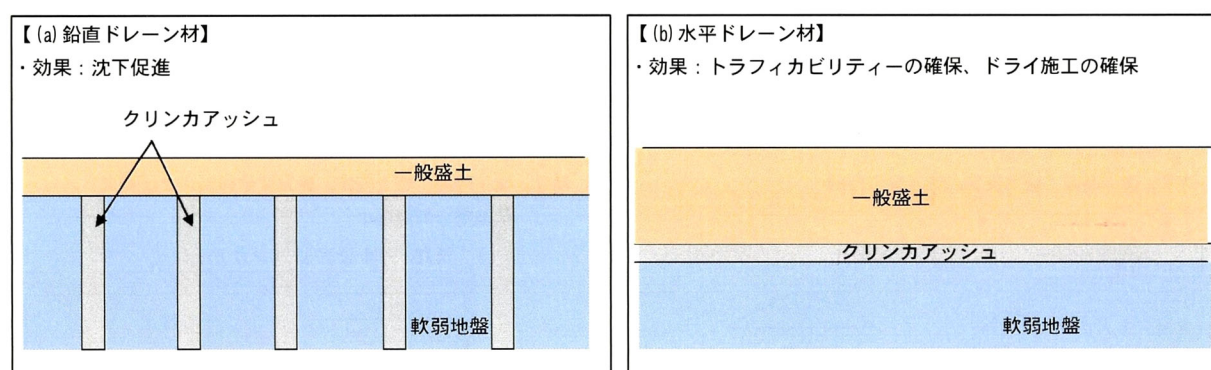 【(a)鉛直ドレーン材】
・効果：沈下促進
クリンカアッシュ
一般盛土
軟弱地盤
【(b)水平ドレーン材】
・効果：トラフィカビリティーの確保、ドライ施工の確保
一般盛土
クリンカアッシュ
軟弱地盤